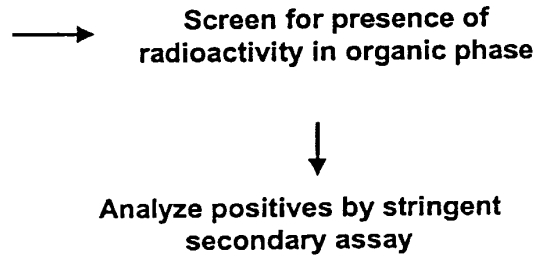 Screen for presence of
radioactivity in organic phase
Analyze positives by stringent
secondary assay